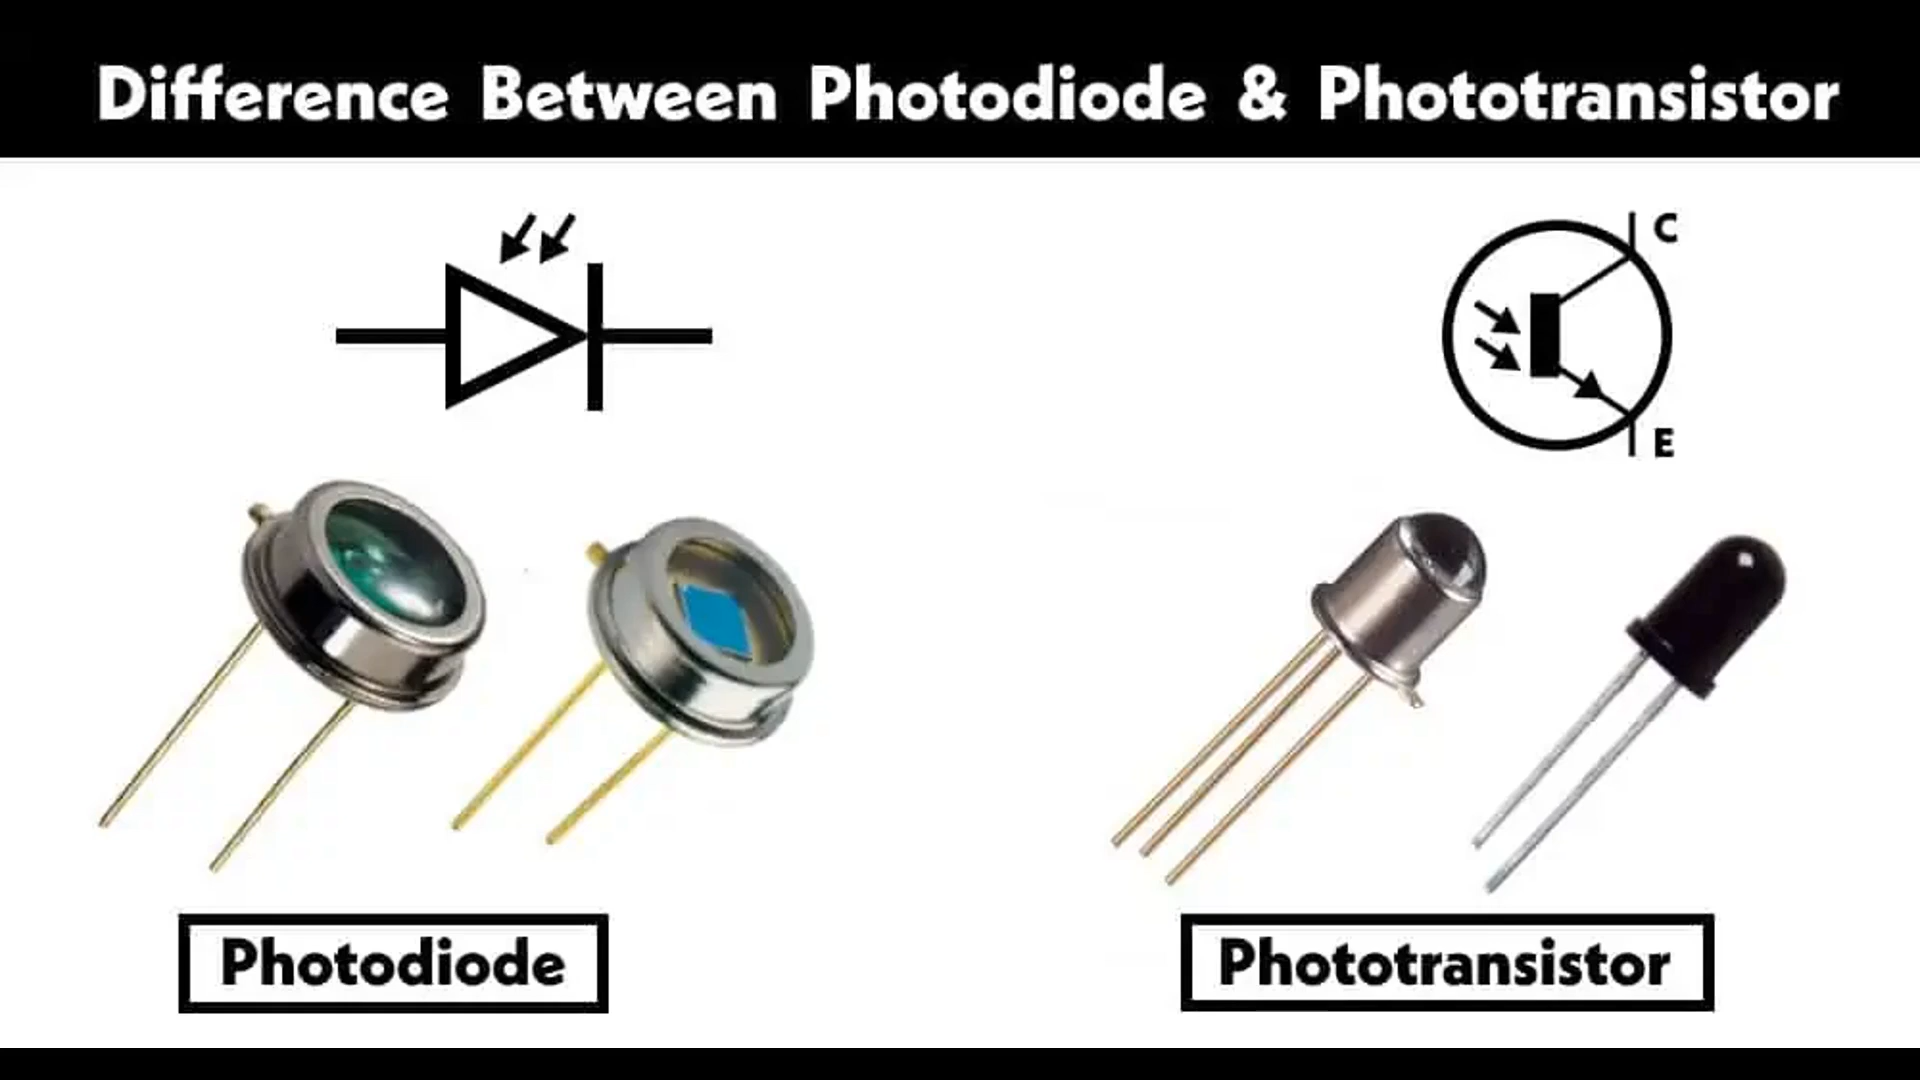 Difference Between Photodiode & Phototransistor
C
E
Photodiode
Phototransistor